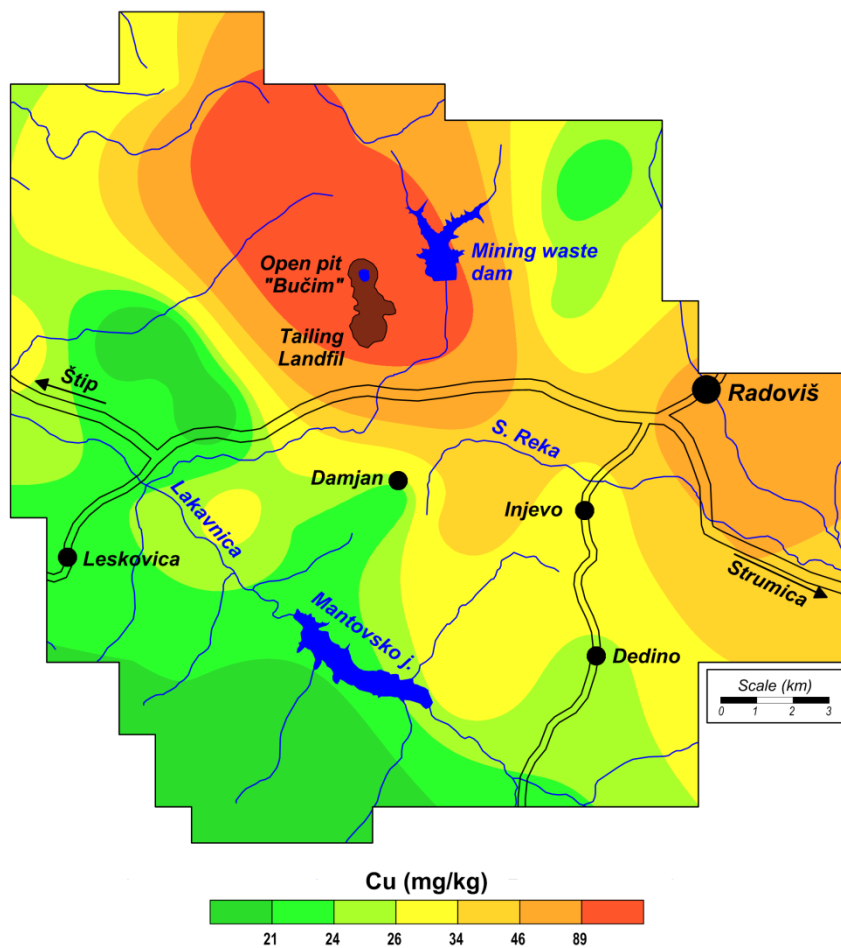 Open pit
"Bučim"
Mining waste
dam
Tailing
Landfil
Štip
Radoviš
S. Reka
Damjan
Lakavnica
Injevo
Leskovica
Strumica
Mantovsko j.
Dedino
Scale (km)
0 1 2 3
Cu (mg/kg)
21 24 26 34 46 89